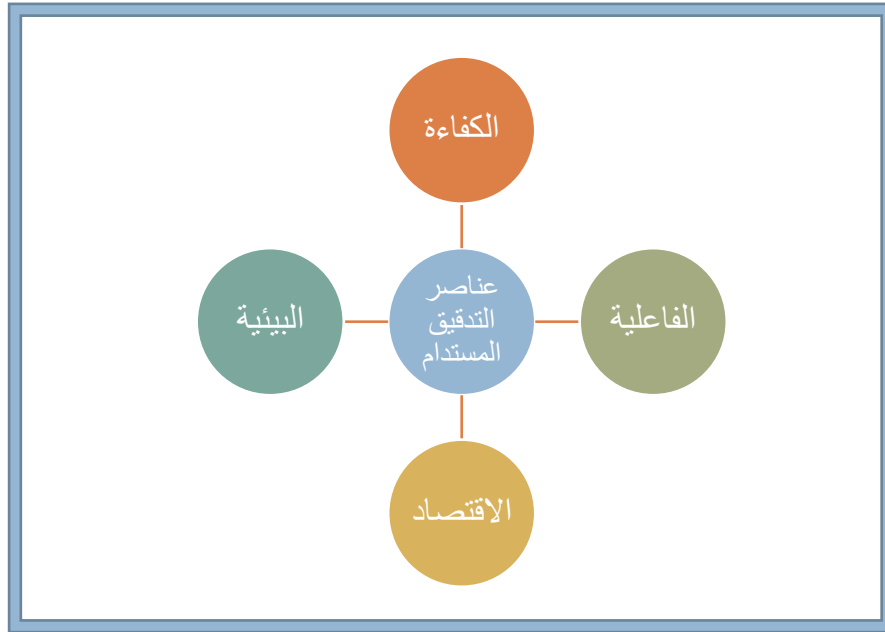 الكفاءة
عناصر
التدقيق
المستدام
الفاعلية
البيئية
الاقتصاد